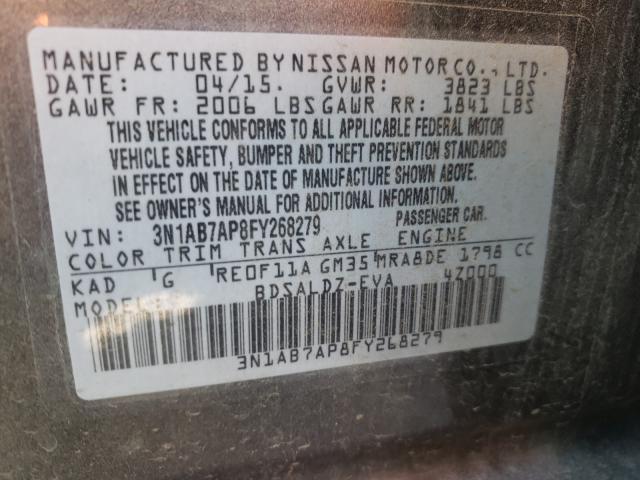 MANUFACTURED BY NISSAN MOTOR CO., LTD.
DATE: 04/15. GVWR: 3823 LBS
GAWR FR: 2006 LBS GAWR RR: 1841 LBS
THIS VEHICLE CONFORMS TO ALL APPLICABLE FEDERAL MOTOR
VEHICLE SAFETY, BUMPER AND THEFT PREVENTION STANDARDS
IN EFFECT ON THE DATE OF MANUFACTURE SHOWN ABOVE.
SEE OWNER'S MANUAL FOR ADDITIONAL INFORMATION.
VIN: 3N1AB7AP8FY268279 PASSENGER CAR.
COLOR TRIM TRANS AXLE ENGINE
KAD G RE0F11A GM35 MRA8DE 1798 CC
MODEL: BDSALDZ-EVA 4Z000
3N1AB7AP8FY268279